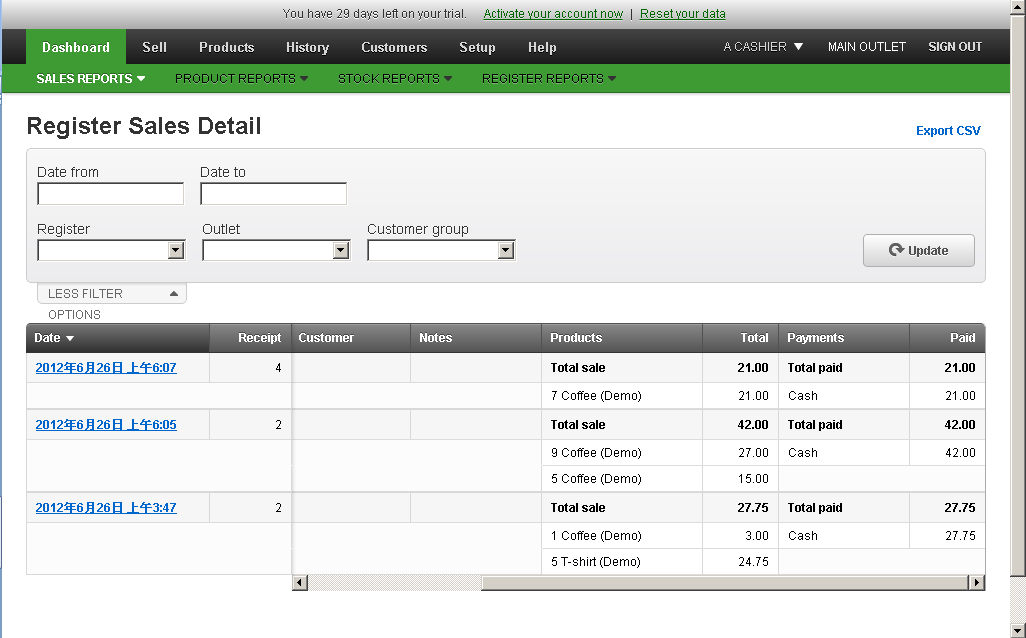 You have 29 days left on your trial. Activate your account now | Reset your data
Dashboard Sell Products History Customers Setup Help A CASHIER ▼ MAIN OUTLET SIGN OUT
SALES REPORTS ▼ PRODUCT REPORTS ▼ STOCK REPORTS ▼ REGISTER REPORTS ▼
Register Sales Detail
Export CSV
Date from Date to
Register Outlet Customer group
Update
LESS FILTER
OPTIONS
Date ▼ Receipt Customer Notes Products Total Payments Paid
2012年6月26日 上午6:07 4 Total sale 21.00 Total paid 21.00
7 Coffee (Demo) 21.00 Cash 21.00
2012年6月26日 上午6:05 2 Total sale 42.00 Total paid 42.00
9 Coffee (Demo) 27.00 Cash 42.00
5 Coffee (Demo) 15.00
2012年6月26日 上午3:47 2 Total sale 27.75 Total paid 27.75
1 Coffee (Demo) 3.00 Cash 27.75
5 T-shirt (Demo) 24.75